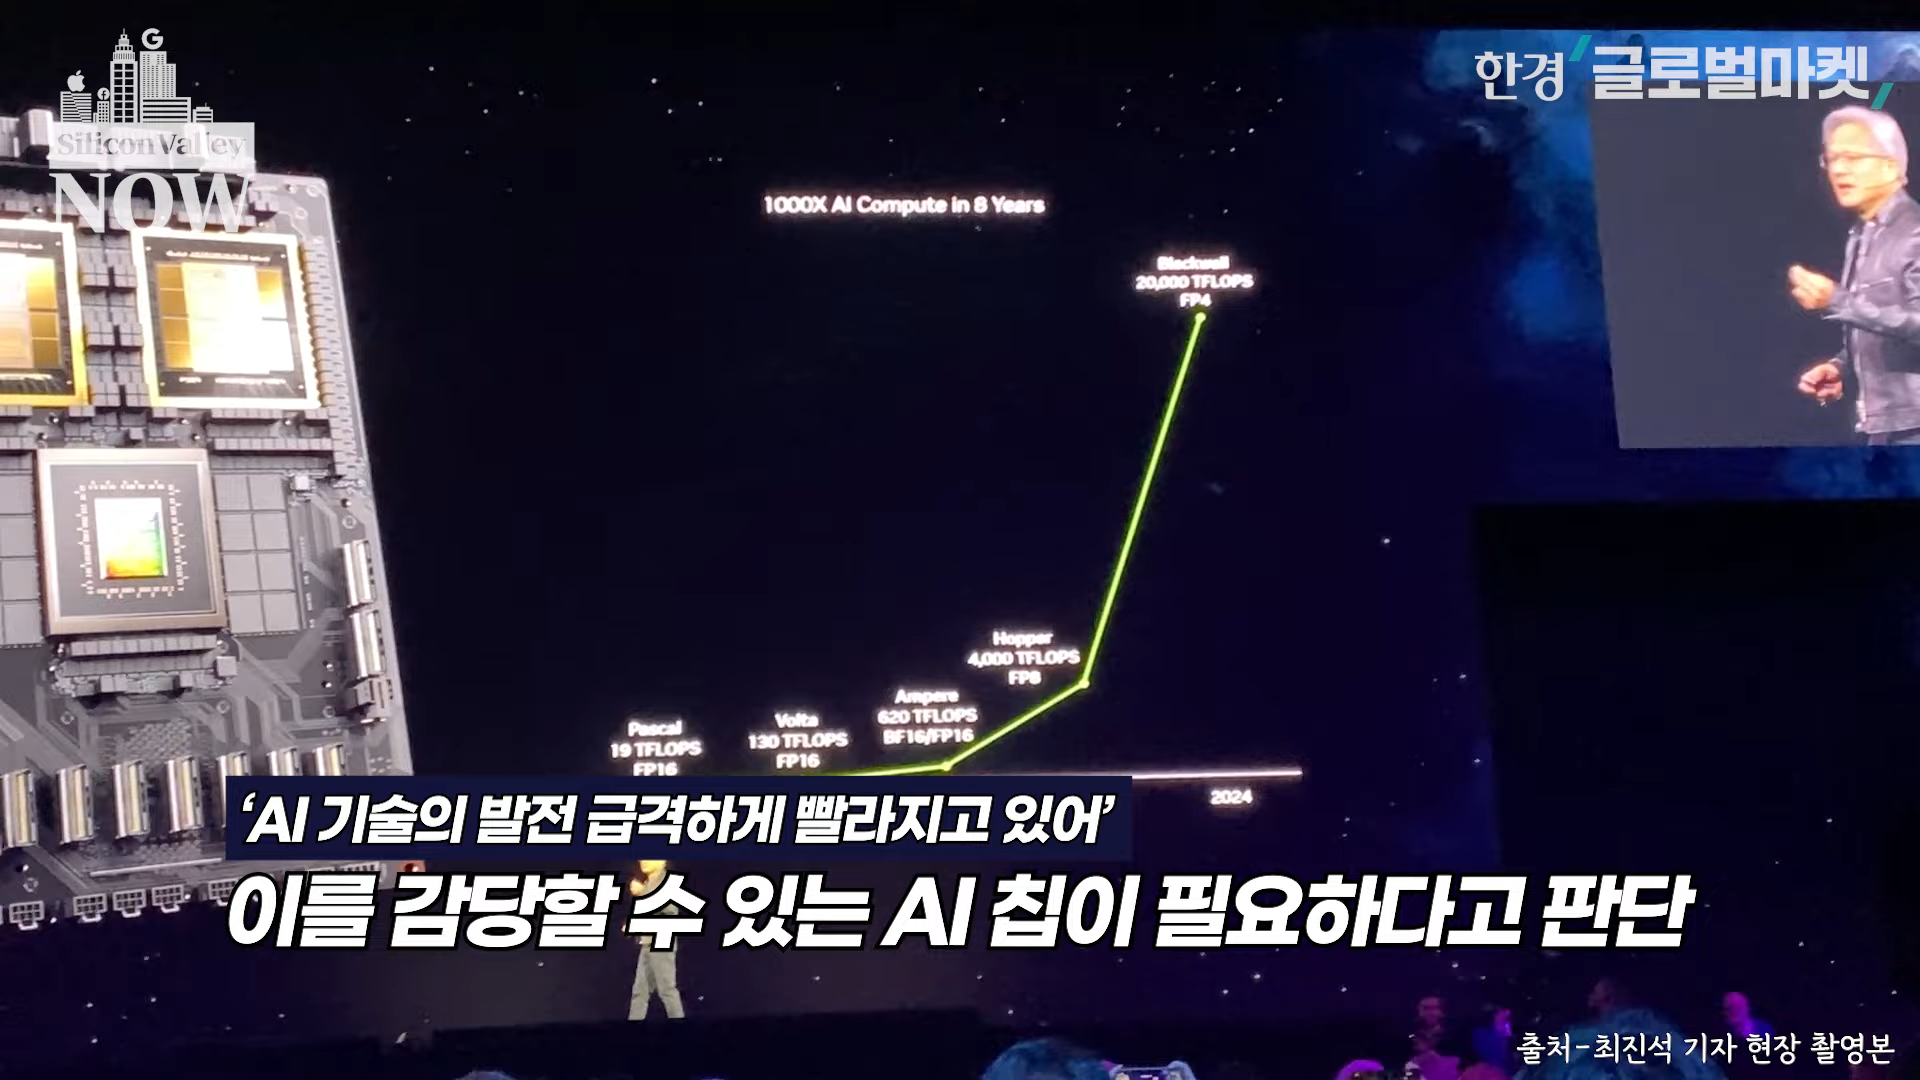 G
Silicon Valley
NOW
한경 글로벌마켓
1000X AI Compute in 8 Years
Blackwell
20,000 TFLOPS
FP4
Hopper
4,000 TFLOPS
FP8
Ampere
620 TFLOPS
BF16/FP16
Volta
130 TFLOPS
FP16
Pascal
19 TFLOPS
FP16
2024
‘AI 기술의 발전 급격하게 빨라지고 있어’
이를 감당할 수 있는 AI 칩이 필요하다고 판단
출처-최진석 기자 현장 촬영본